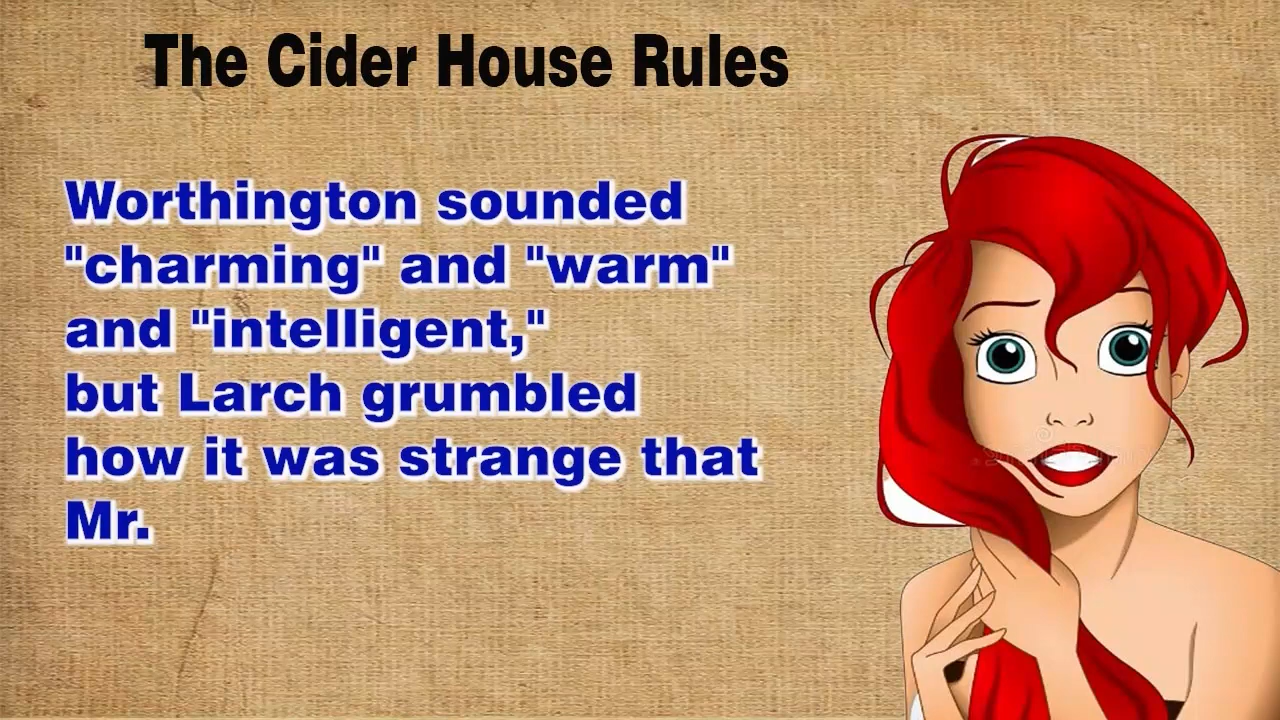 The Cider House Rules
Worthington sounded
"charming" and "warm"
and "intelligent,"
but Larch grumbled
how it was strange that
Mr.